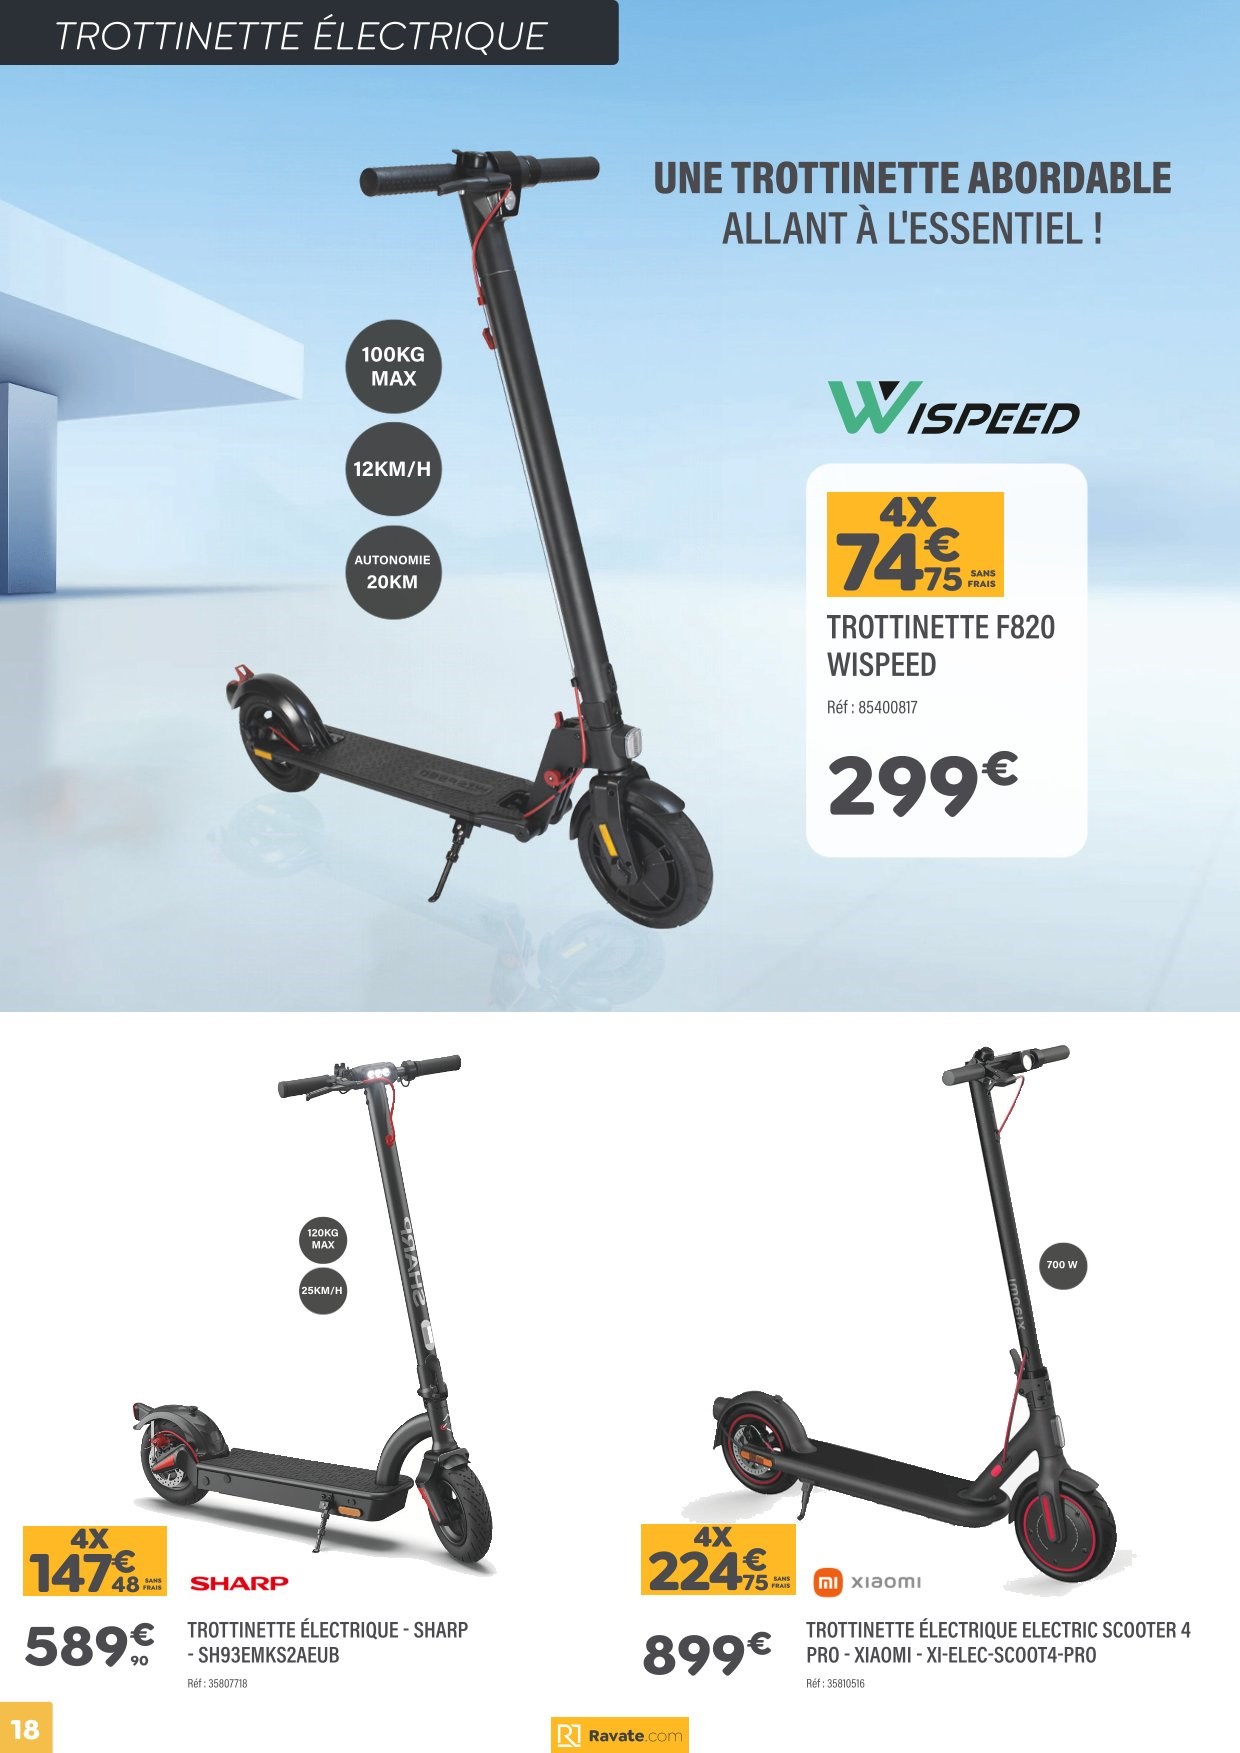 TROTTINETTE ÉLECTRIQUE
UNE TROTTINETTE ABORDABLE
ALLANT À L'ESSENTIEL !
100KG
MAX
12KM/H
AUTONOMIE
20KM
WISPEED
4X
74€75 SANS
FRAIS
TROTTINETTE F820
WISPEED
Réf : 85400817
299€
WISPEED
120KG
MAX
25KM/H
SHARP
4X
147€48 SANS
FRAIS
SHARP
589€90
TROTTINETTE ÉLECTRIQUE - SHARP
- SH93EMKS2AEUB
Réf : 35807718
700 W
xiaomi
4X
224€75 SANS
FRAIS
mi xiaomi
899€
TROTTINETTE ÉLECTRIQUE ELECTRIC SCOOTER 4
PRO - XIAOMI - XI-ELEC-SCOOT4-PRO
Réf : 35810516
18
Ravate.com